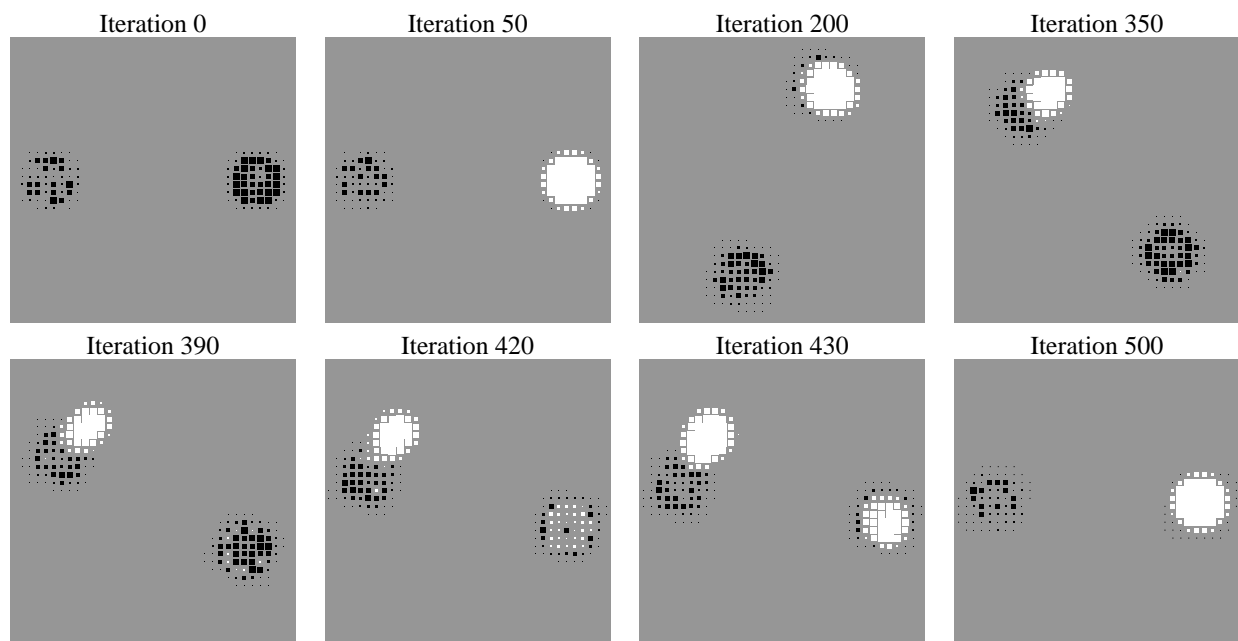 Iteration 0
Iteration 50
Iteration 200
Iteration 350
Iteration 390
Iteration 420
Iteration 430
Iteration 500